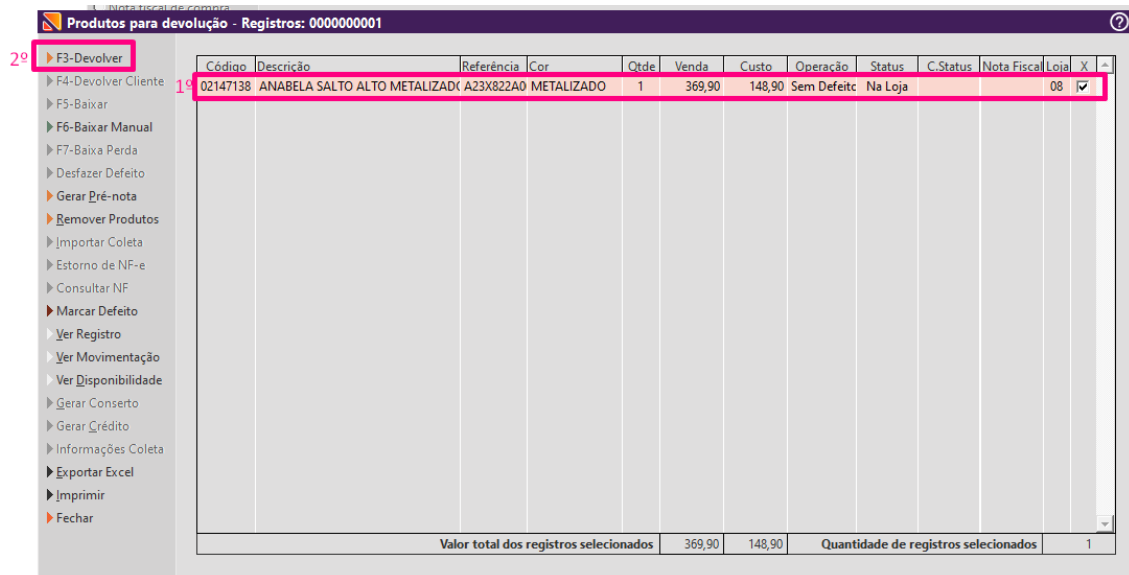 Nota fiscal de compra
Produtos para devolução - Registros: 0000000001
2º
F3-Devolver
F4-Devolver Cliente
F5-Baixar
F6-Baixar Manual
F7-Baixa Perda
Desfazer Defeito
Gerar Pré-nota
Remover Produtos
Importar Coleta
Estorno de NF-e
Consultar NF
Marcar Defeito
Ver Registro
Ver Movimentação
Ver Disponibilidade
Gerar Conserto
Gerar Crédito
Informações Coleta
Exportar Excel
Imprimir
Fechar
Código Descrição Referência Cor Qtde Venda Custo Operação Status C.Status Nota Fiscal Loja X
1º 02147138 ANABELA SALTO ALTO METALIZADO A23X822A0 METALIZADO 1 369,90 148,90 Sem Defeito Na Loja 08
Valor total dos registros selecionados 369,90 148,90 Quantidade de registros selecionados 1